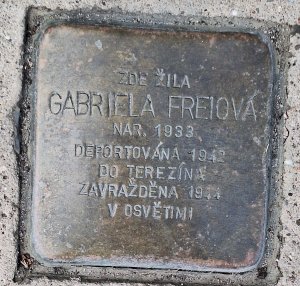 ZDE ŽILA
GABRIELA FREIOVÁ
NAR. 1933
DEPORTOVÁNA 1942
DO TEREZÍNA
ZAVRAŽDĚNA 1944
V OSVĚTIMI